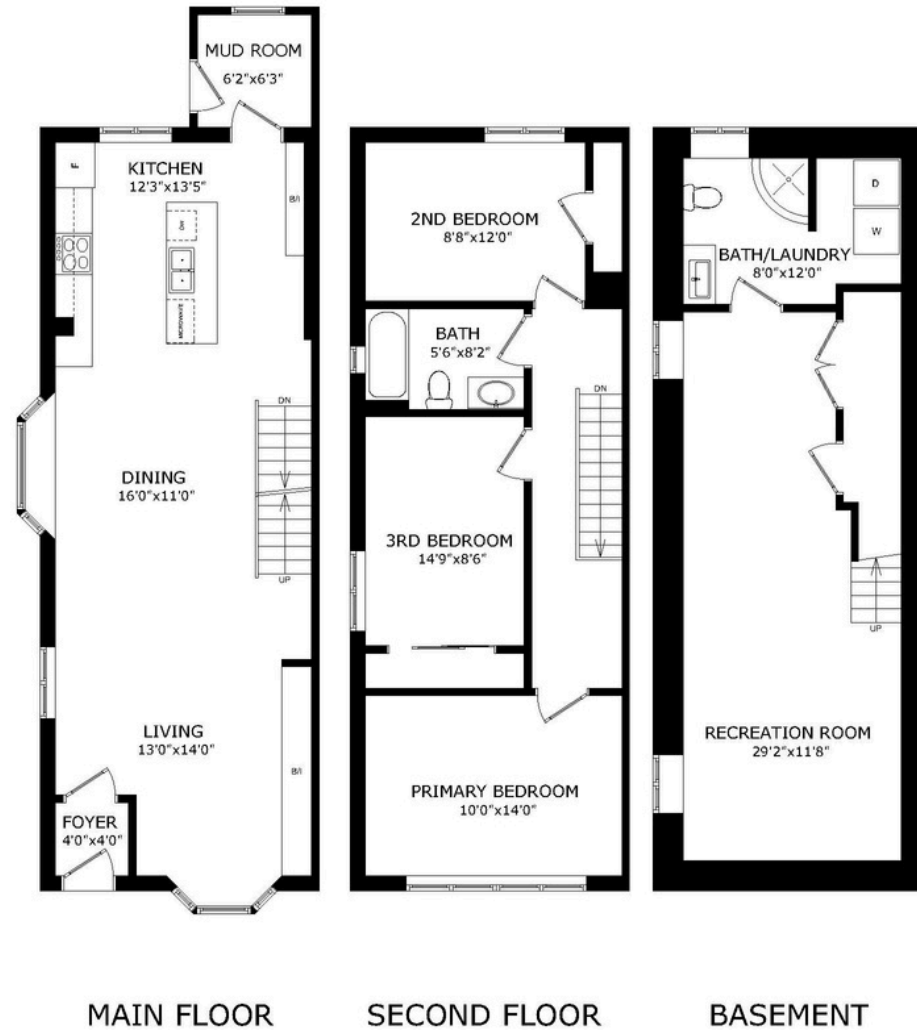 MUD ROOM
6'2"x6'3"
F
KITCHEN
12'3"x13'5"
B/I
DW
MICROWAVE
DN
DINING
16'0"x11'0"
UP
LIVING
13'0"x14'0"
B/I
FOYER
4'0"x4'0"
2ND BEDROOM
8'8"x12'0"
BATH
5'6"x8'2"
DN
3RD BEDROOM
14'9"x8'6"
PRIMARY BEDROOM
10'0"x14'0"
D
W
BATH/LAUNDRY
8'0"x12'0"
UP
RECREATION ROOM
29'2"x11'8"
MAIN FLOOR
SECOND FLOOR
BASEMENT